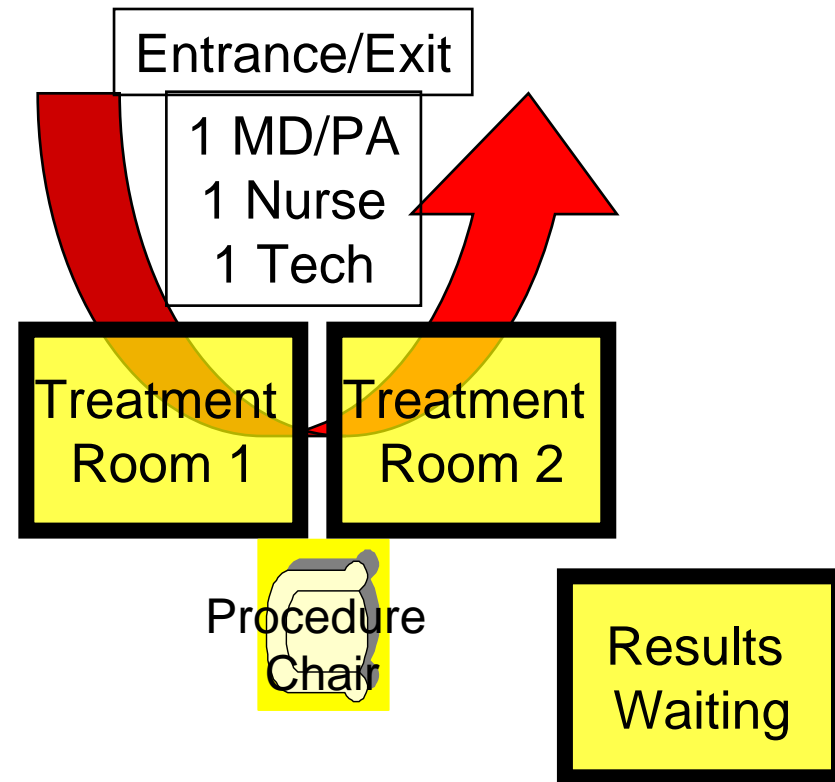 Entrance/Exit
1 MD/PA
1 Nurse
1 Tech
Treatment
Room 1
Treatment
Room 2
Procedure
Chair
Results
Waiting